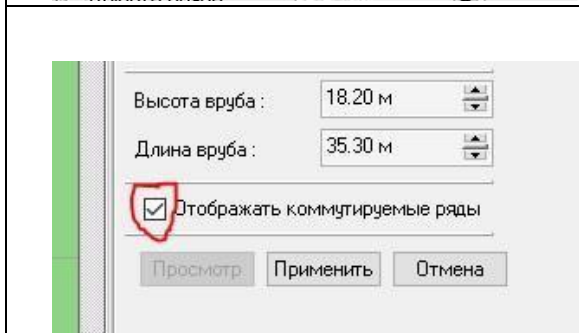 Высота вруба :
18.20 м
Длина вруба :
35.30 м
Отображать коммутируемые ряды
Просмотр
Применить
Отмена